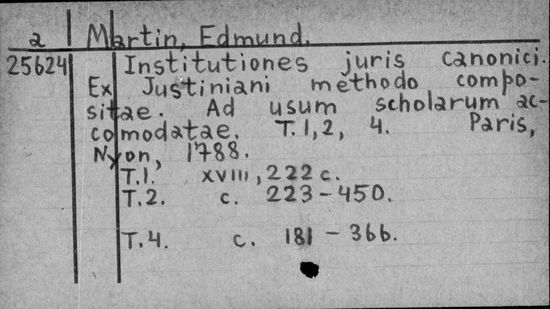 a Martin, Edmund.
25624 Institutiones juris canonici.
Ex Justiniani methodo compo-
sitae. Ad usum scholarum ac-
comodatae. T.1,2, 4. Paris,
Nyon, 1788.
T.1. XVIII, 222 c.
T.2. c. 223-450.
T.4. c. 181 - 366.